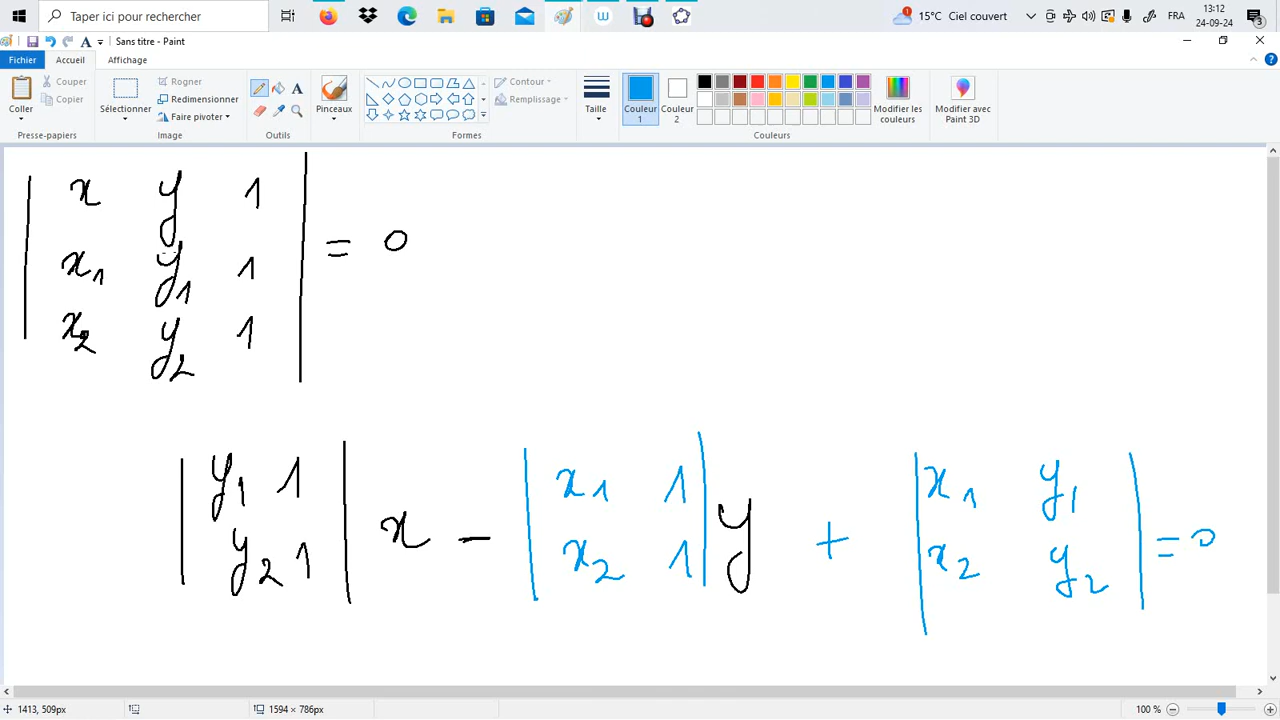 Taper ici pour rechercher
15°C Ciel couvert
FRA
13:12
24-09-24
3
Sans titre - Paint
Fichier Accueil Affichage
Coller
Couper
Copier
Presse-papiers
Sélectionner
Rogner
Redimensionner
Faire pivoter
Image
A
Outils
Pinceaux
Contour
Remplissage
Formes
Taille
Couleur 1
Couleur 2
Modifier les couleurs
Couleurs
Modifier avec Paint 3D
| x y 1 |
| x1 y1 1 | = 0
| x2 y2 1 |
| y1 1 | | x1 1 | | x1 y1 |
| y2 1 | x - | x2 1 | y + | x2 y2 | = 0
1413, 509px
1594 × 786px
100 %